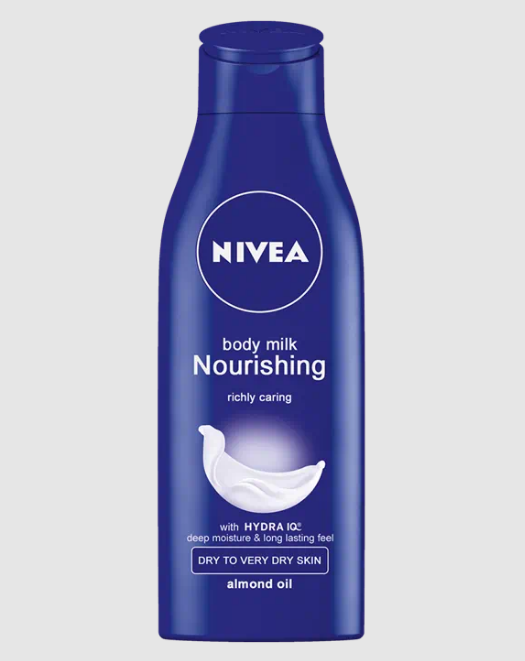 NIVEA
body milk
Nourishing
richly caring
with HYDRA IQ
deep moisture & long lasting feel
DRY TO VERY DRY SKIN
almond oil